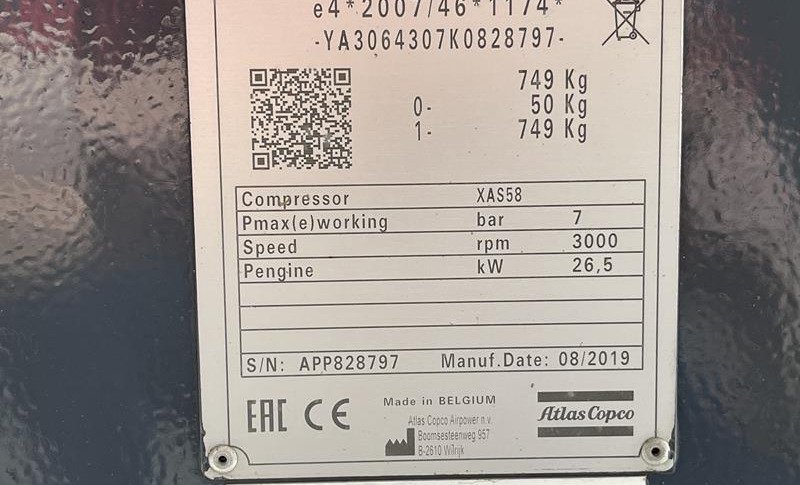 e4*2007/46*1174*
-YA3064307K0828797-
749 Kg
0- 50 Kg
1- 749 Kg
Compressor XAS58
Pmax(e)working bar 7
Speed rpm 3000
Pengine kW 26,5
S/N: APP828797 Manuf.Date: 08/2019
EAC CE
Made in BELGIUM
Atlas Copco Airpower n.v.
Boomsesteenweg 957
B-2610 Wilrijk
Atlas Copco